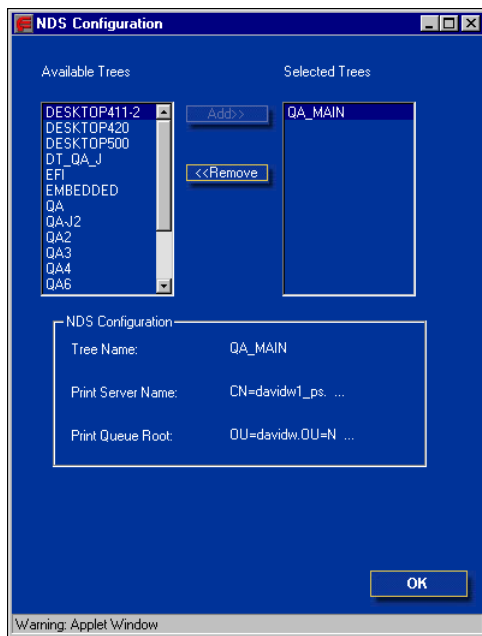 NDS Configuration
Available Trees
Selected Trees
DESKTOP411-2
DESKTOP420
DESKTOP500
DT_QA_J
EFI
EMBEDDED
QA
QA-J2
QA2
QA3
QA4
QA6
Add>>
<<Remove
QA_MAIN
NDS Configuration
Tree Name: QA_MAIN
Print Server Name: CN=davidw1_ps. ...
Print Queue Root: OU=davidw.OU=N ...
OK
Warning: Applet Window